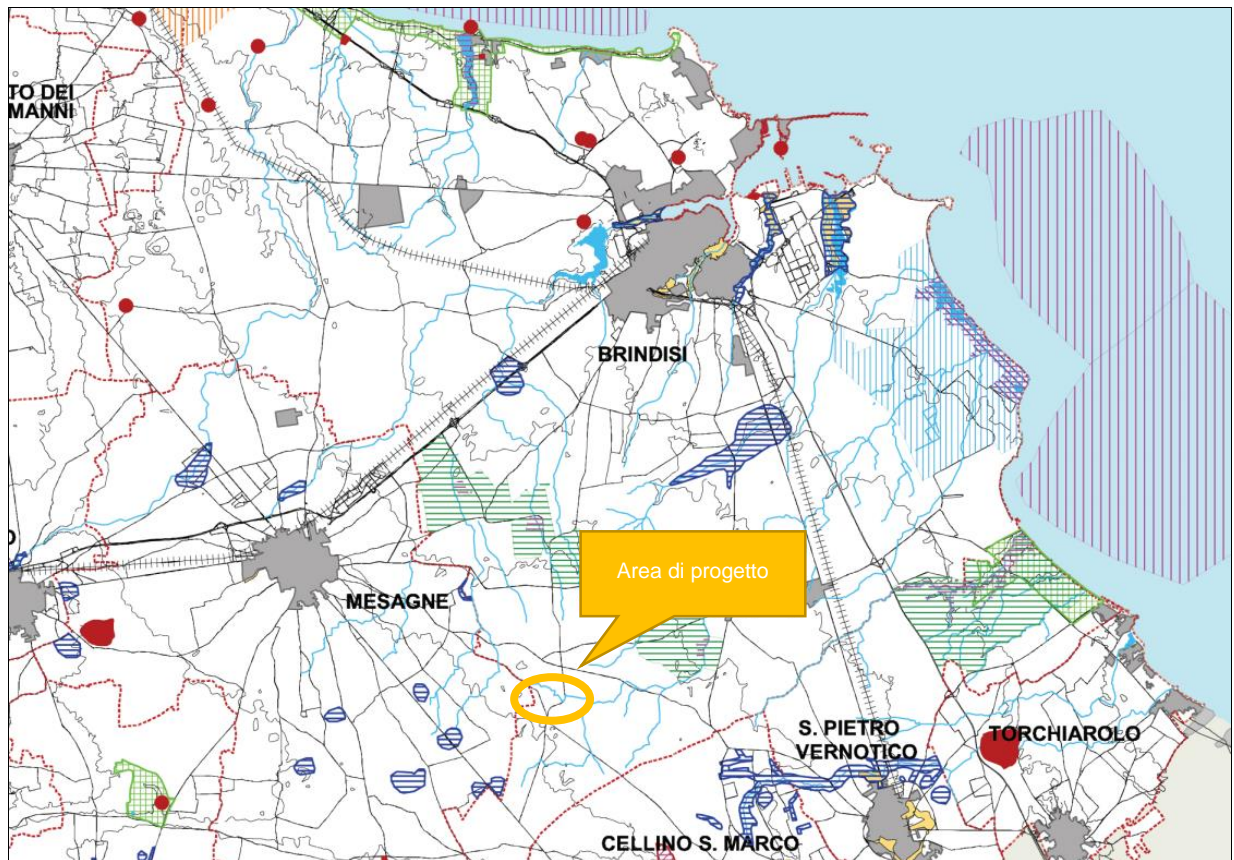 TO DEI
MANNI
BRINDISI
Area di progetto
MESAGNE
S. PIETRO
VERNOTICO
TORCHIAROLO
CELLINO S. MARCO